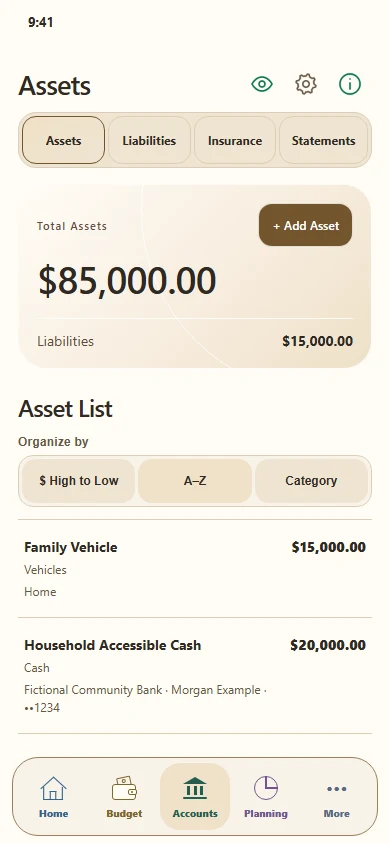 9:41
Assets
Assets
Liabilities
Insurance
Statements
Total Assets
+ Add Asset
$85,000.00
Liabilities
$15,000.00
Asset List
Organize by
$ High to Low
A–Z
Category
Family Vehicle
$15,000.00
Vehicles
Home
Household Accessible Cash
$20,000.00
Cash
Fictional Community Bank · Morgan Example ·
••1234
Home
Budget
Accounts
Planning
More